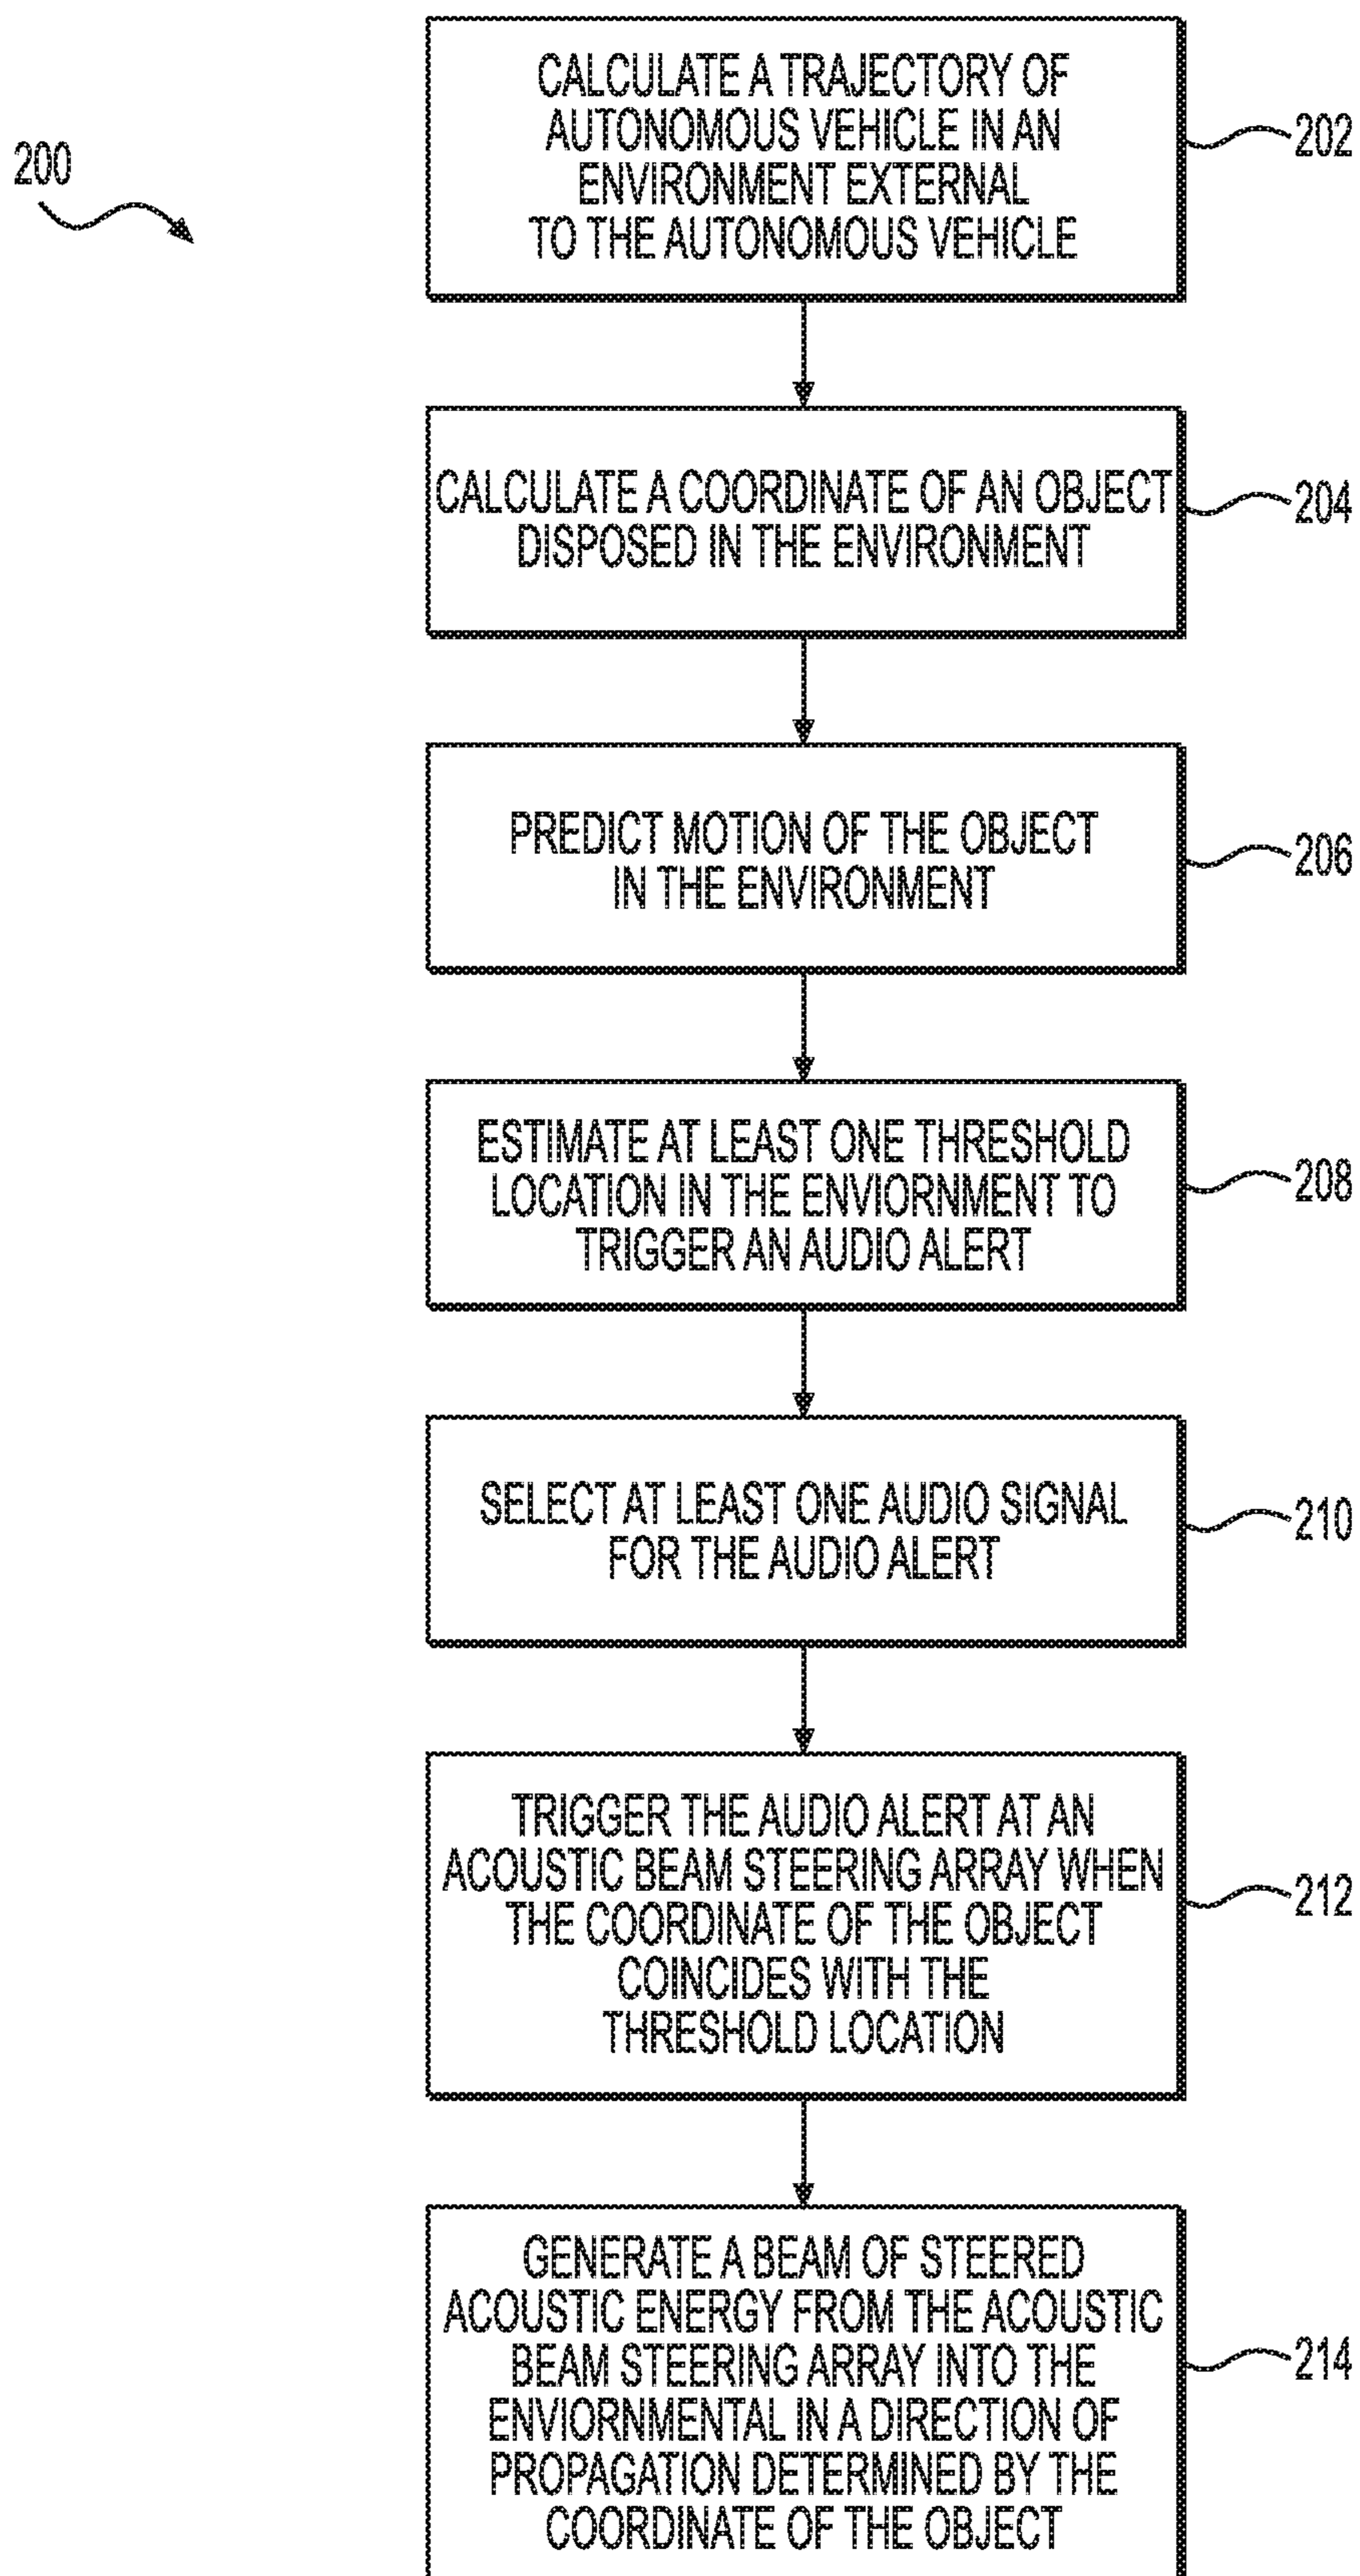 200
CALCULATE A TRAJECTORY OF
AUTONOMOUS VEHICLE IN AN
ENVIRONMENT EXTERNAL
TO THE AUTONOMOUS VEHICLE
202
CALCULATE A COORDINATE OF AN OBJECT
DISPOSED IN THE ENVIRONMENT
204
PREDICT MOTION OF THE OBJECT
IN THE ENVIRONMENT
206
ESTIMATE AT LEAST ONE THRESHOLD
LOCATION IN THE ENVIORNMENT TO
TRIGGER AN AUDIO ALERT
208
SELECT AT LEAST ONE AUDIO SIGNAL
FOR THE AUDIO ALERT
210
TRIGGER THE AUDIO ALERT AT AN
ACOUSTIC BEAM STEERING ARRAY WHEN
THE COORDINATE OF THE OBJECT
COINCIDES WITH THE
THRESHOLD LOCATION
212
GENERATE A BEAM OF STEERED
ACOUSTIC ENERGY FROM THE ACOUSTIC
BEAM STEERING ARRAY INTO THE
ENVIORNMENTAL IN A DIRECTION OF
PROPAGATION DETERMINED BY THE
COORDINATE OF THE OBJECT
214